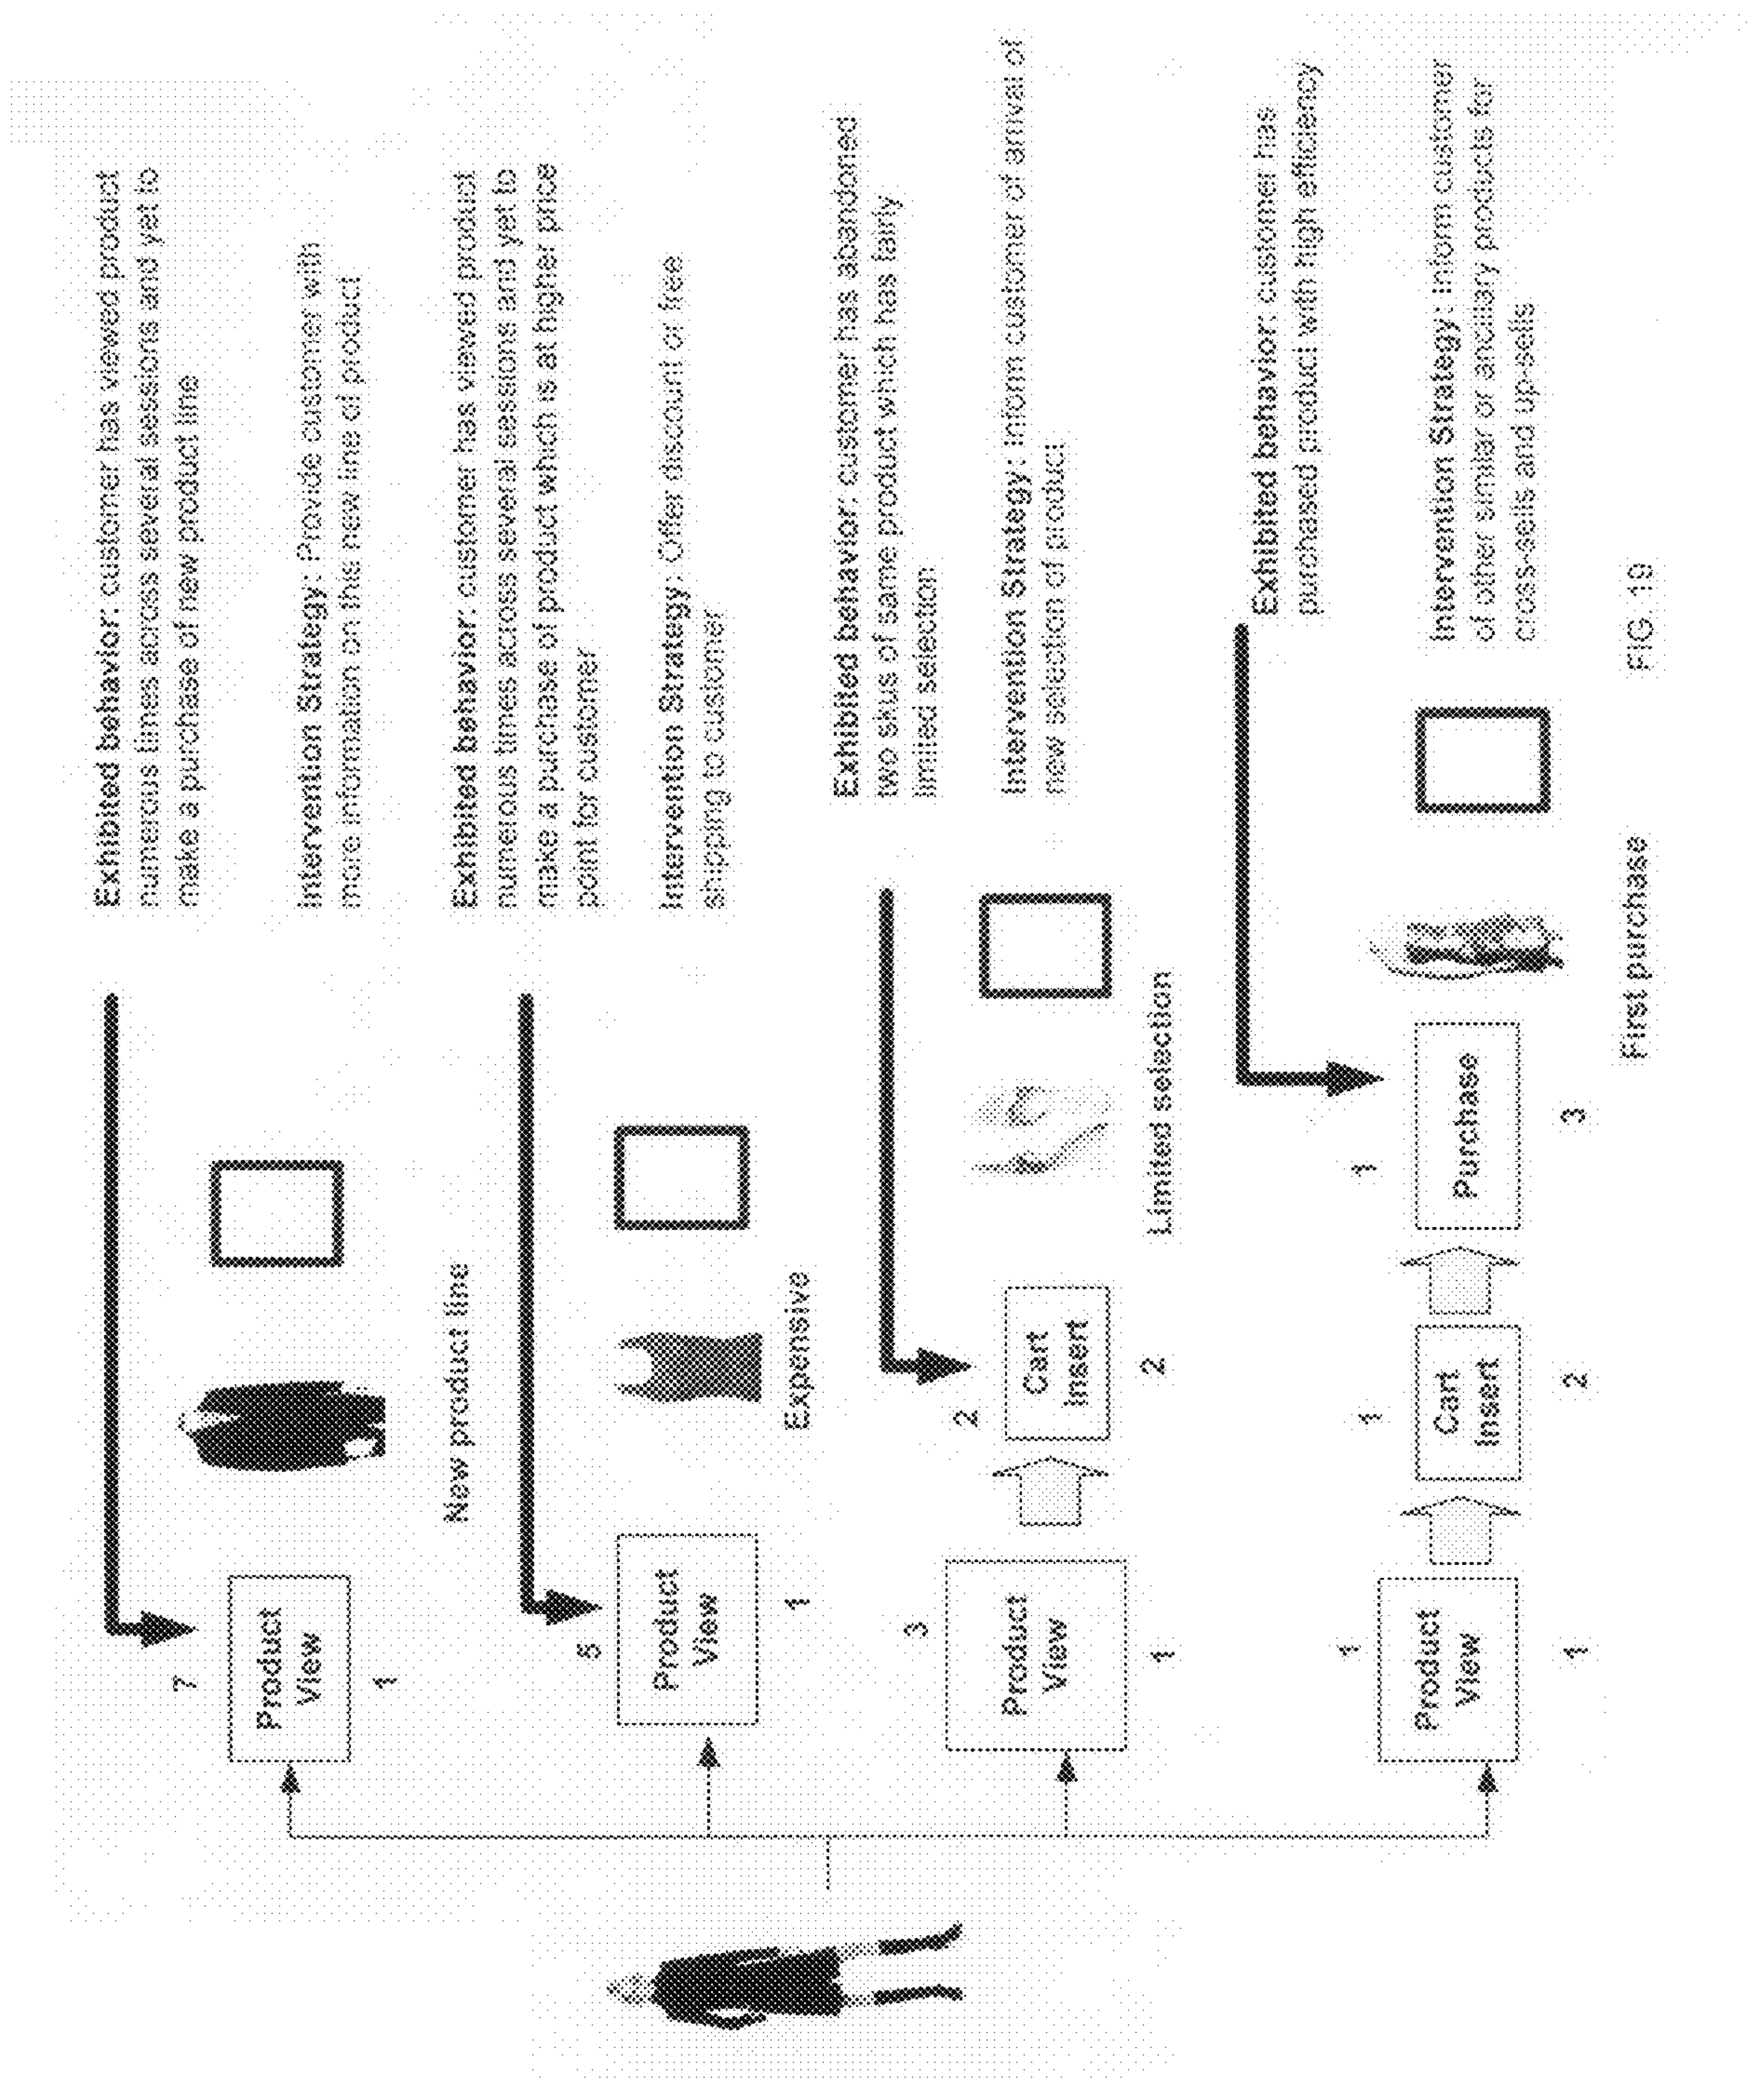 Exhibited behavior: customer has viewed product
numerous times across several sessions and yet to
make a purchase of new product line
Intervention Strategy: Provide customer with
more information on this new line of product
7
Product
View
1
New product line
Exhibited behavior: customer has viewed product
numerous times across several sessions and yet to
make a purchase of product which is at higher price
point for customer
Intervention Strategy: Offer discount or free
shipping to customer
5
Product
View
1
Expensive
Exhibited behavior: customer has abandoned
two skus of same product which has fairly
limited selection
Intervention Strategy: Inform customer of arrival of
new selection of product
3
Product
View
1
2
Cart
Insert
2
Limited selection
Exhibited behavior: customer has
purchased product with high efficiency
Intervention Strategy: Inform customer
of other similar or ancillary products for
cross-sells and up-sells
1
Product
View
1
1
Cart
Insert
2
1
Purchase
3
First purchase
FIG. 19